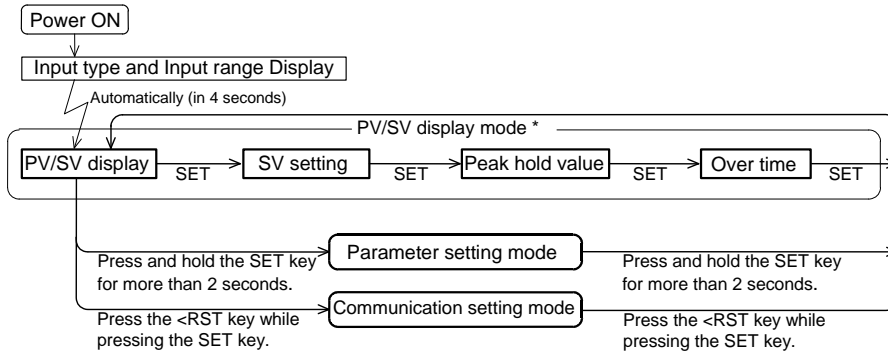 Power ON
Input type and Input range Display
Automatically (in 4 seconds)
PV/SV display mode *
PV/SV display
SET
SV setting
SET
Peak hold value
SET
Over time
SET
Press and hold the SET key
for more than 2 seconds.
Parameter setting mode
Press and hold the SET key
for more than 2 seconds.
Press the <RST key while
pressing the SET key.
Communication setting mode
Press the <RST key while
pressing the SET key.